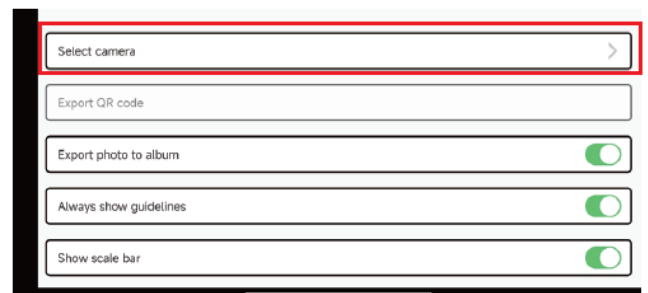 Select camera
Export QR code
Export photo to album
Always show guidelines
Show scale bar